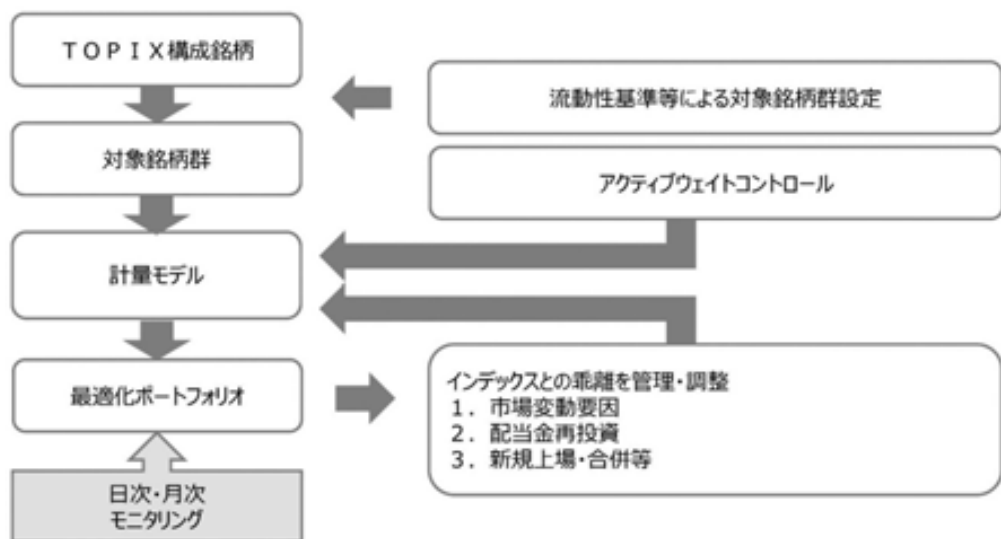 ＴＯＰＩＸ構成銘柄
流動性基準等による対象銘柄群設定
対象銘柄群
アクティブウェイトコントロール
計量モデル
最適化ポートフォリオ
インデックスとの乖離を管理・調整
１．市場変動要因
２．配当金再投資
３．新規上場・合併等
日次・月次
モニタリング